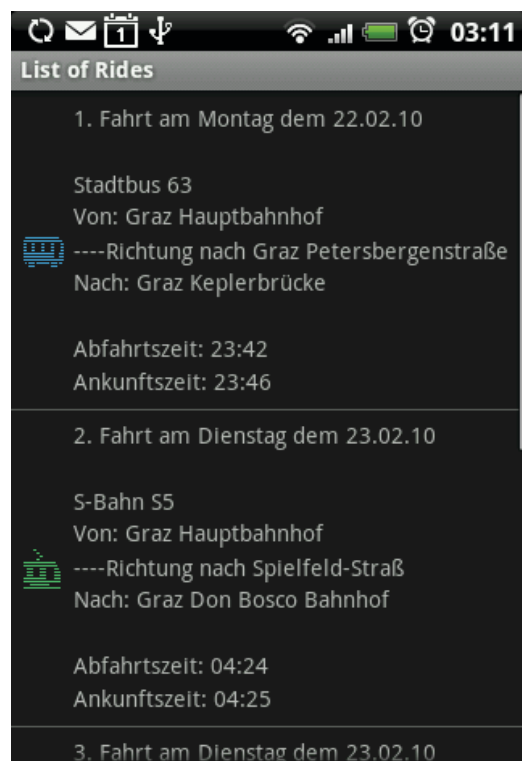 1
03:11
List of Rides
1. Fahrt am Montag dem 22.02.10
Stadtbus 63
Von: Graz Hauptbahnhof
----Richtung nach Graz Petersbergenstraße
Nach: Graz Keplerbrücke
Abfahrtszeit: 23:42
Ankunftszeit: 23:46
2. Fahrt am Dienstag dem 23.02.10
S-Bahn S5
Von: Graz Hauptbahnhof
----Richtung nach Spielfeld-Straß
Nach: Graz Don Bosco Bahnhof
Abfahrtszeit: 04:24
Ankunftszeit: 04:25
3. Fahrt am Dienstag dem 23.02.10